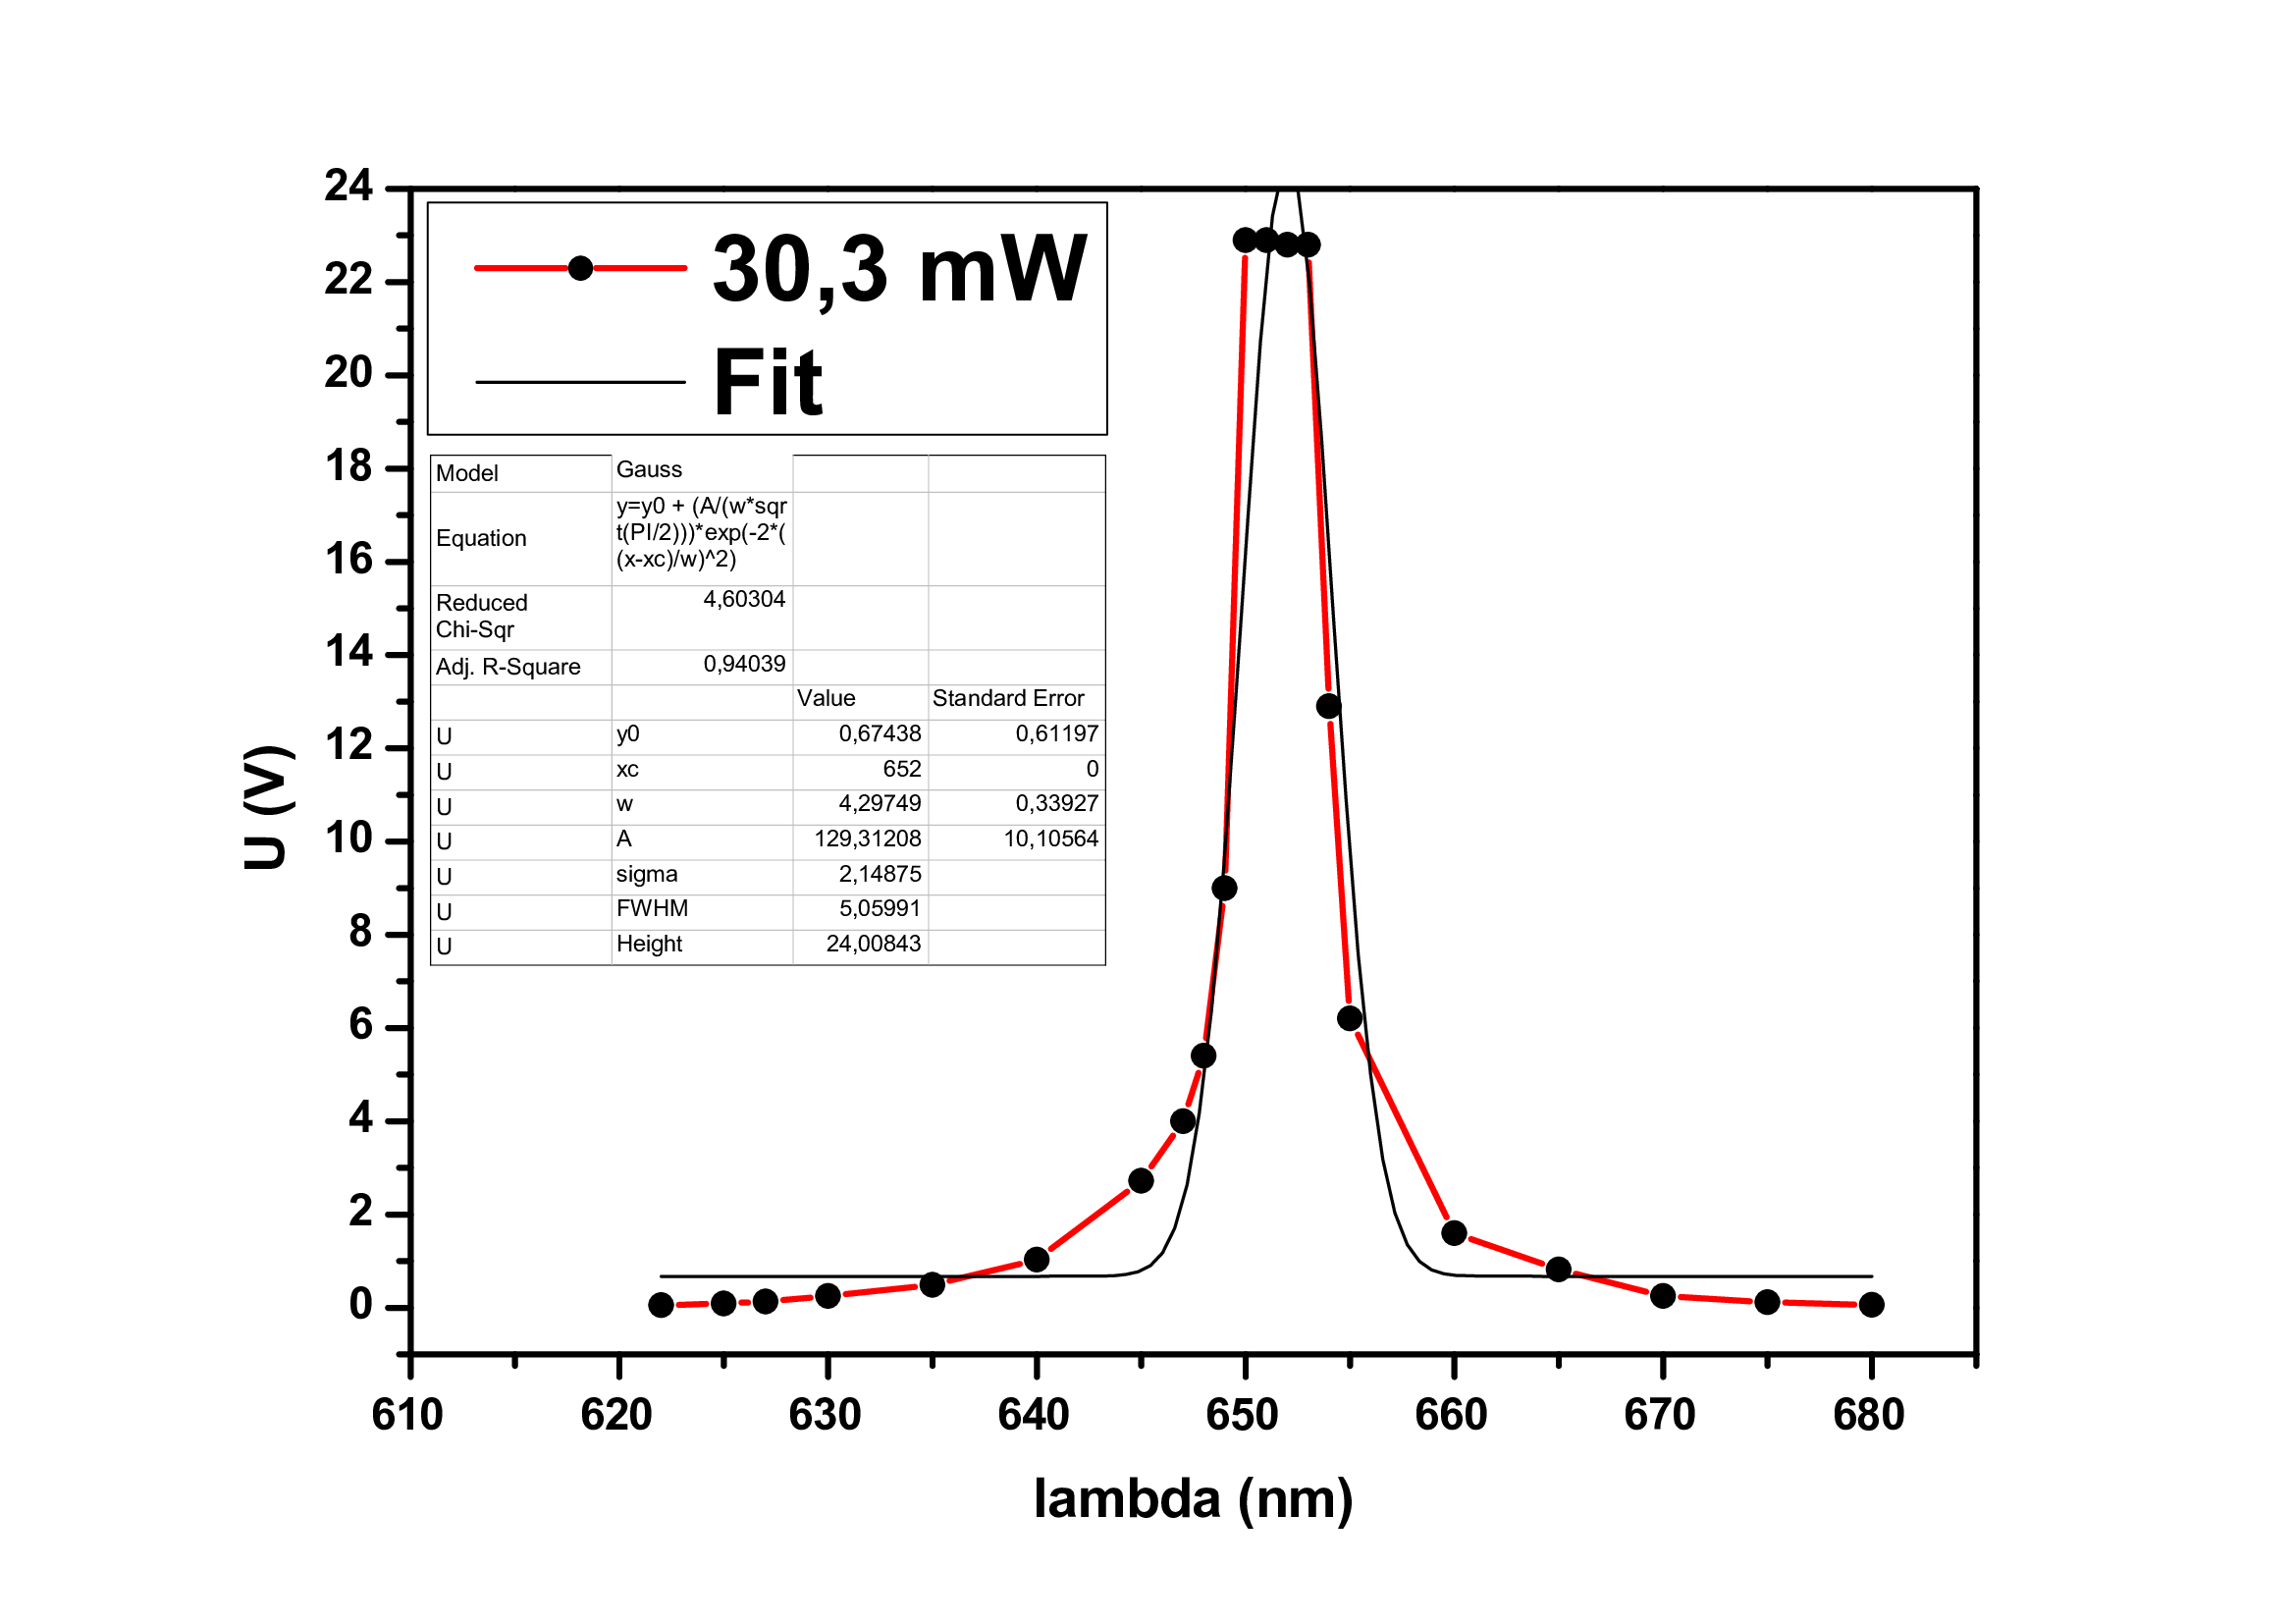 24
22
20
18
16
14
12
10
8
6
4
2
0
U (V)
30,3 mW
Fit
Model Gauss
Equation y=y0 + (A/(w*sqr
t(PI/2)))*exp(-2*(
(x-xc)/w)^2)
Reduced 4,60304
Chi-Sqr
Adj. R-Square 0,94039
Value Standard Error
U y0 0,67438 0,61197
U xc 652 0
U w 4,29749 0,33927
U A 129,31208 10,10564
U sigma 2,14875
U FWHM 5,05991
U Height 24,00843
610 620 630 640 650 660 670 680
lambda (nm)